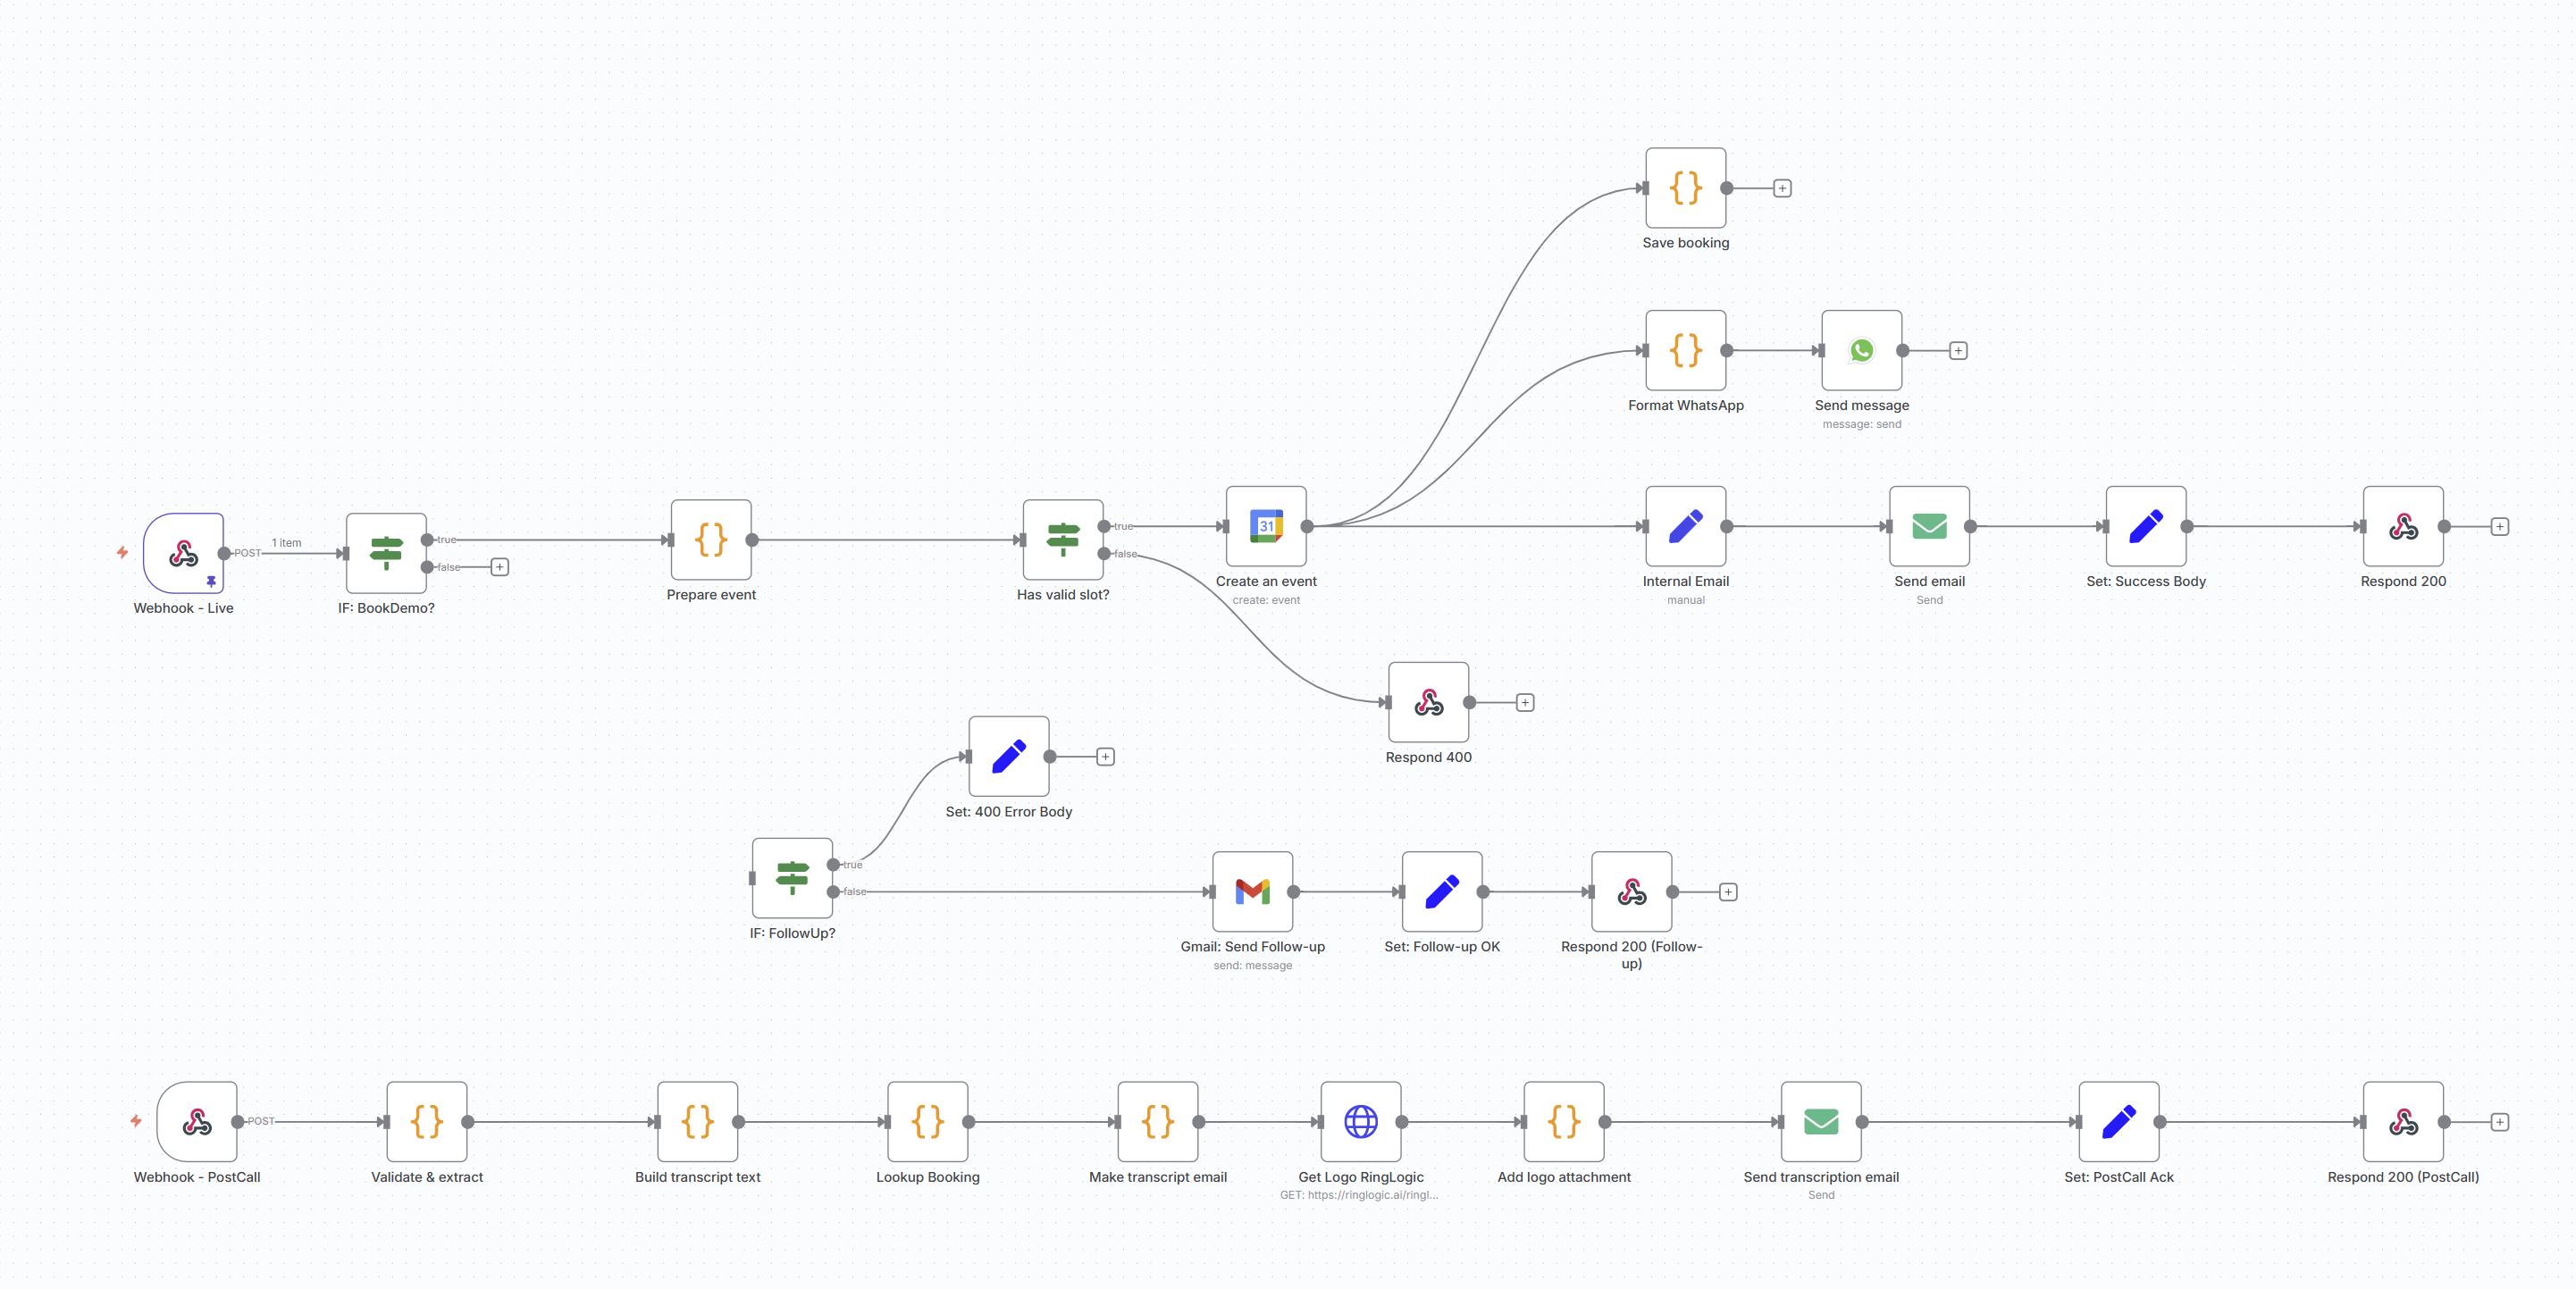 Save booking
Format WhatsApp
Send message
message: send
POST
1 item
true
false
Webhook - Live
IF: BookDemo?
Prepare event
true
false
Has valid slot?
31
Create an event
create: event
Internal Email
manual
Send email
Send
Set: Success Body
Respond 200
Respond 400
Set: 400 Error Body
true
false
IF: FollowUp?
Gmail: Send Follow-up
send: message
Set: Follow-up OK
Respond 200 (Follow-
up)
POST
Webhook - PostCall
Validate & extract
Build transcript text
Lookup Booking
Make transcript email
Get Logo RingLogic
GET: https://ringlogic.ai/ringl...
Add logo attachment
Send transcription email
Send
Set: PostCall Ack
Respond 200 (PostCall)